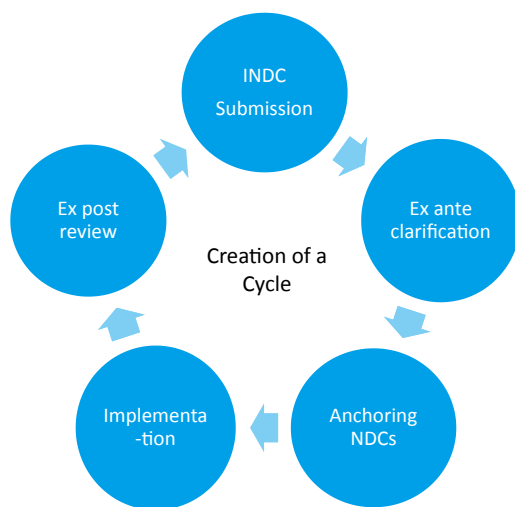 INDC
Submission
Ex ante
clarification
Anchoring
NDCs
Implementa
-tion
Ex post
review
Creation of a
Cycle